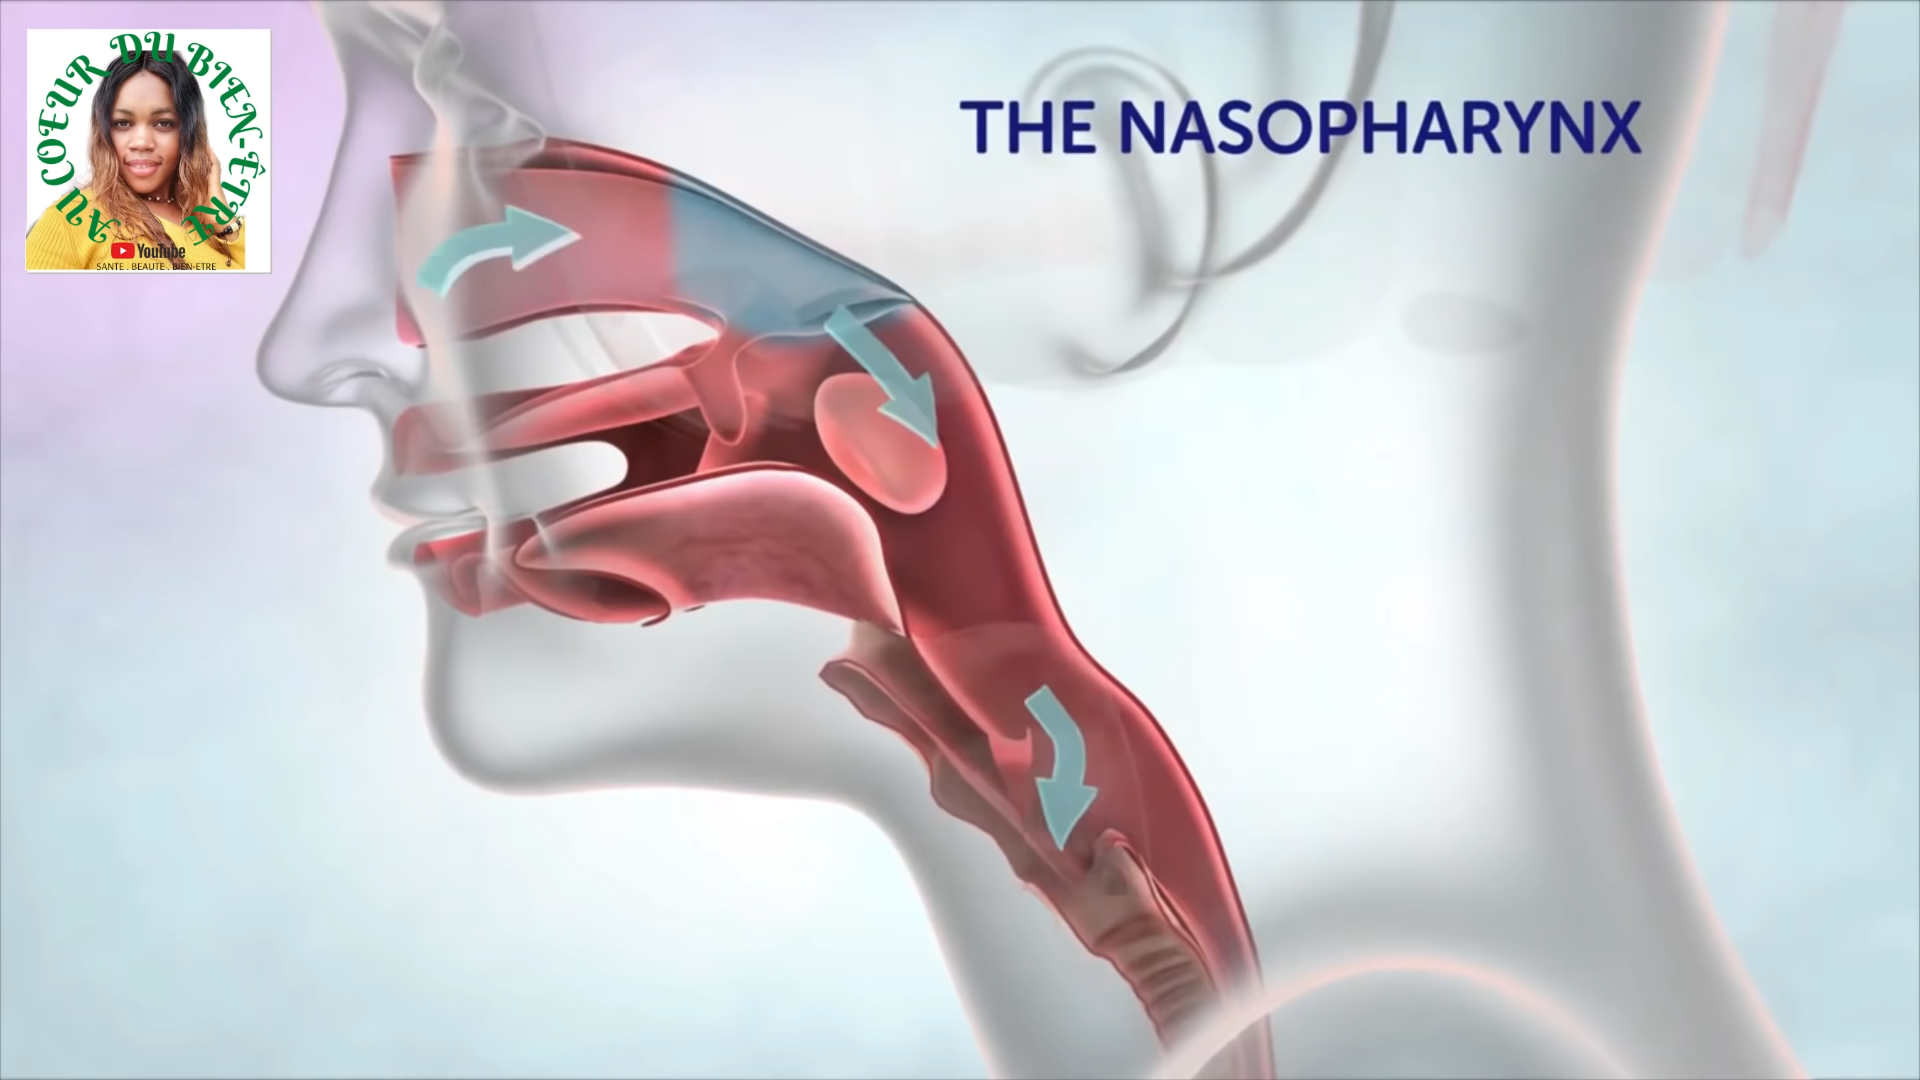 AU COEUR DU BIEN-ÊTRE
YouTube
SANTE . BEAUTE . BIEN-ETRE
THE NASOPHARYNX